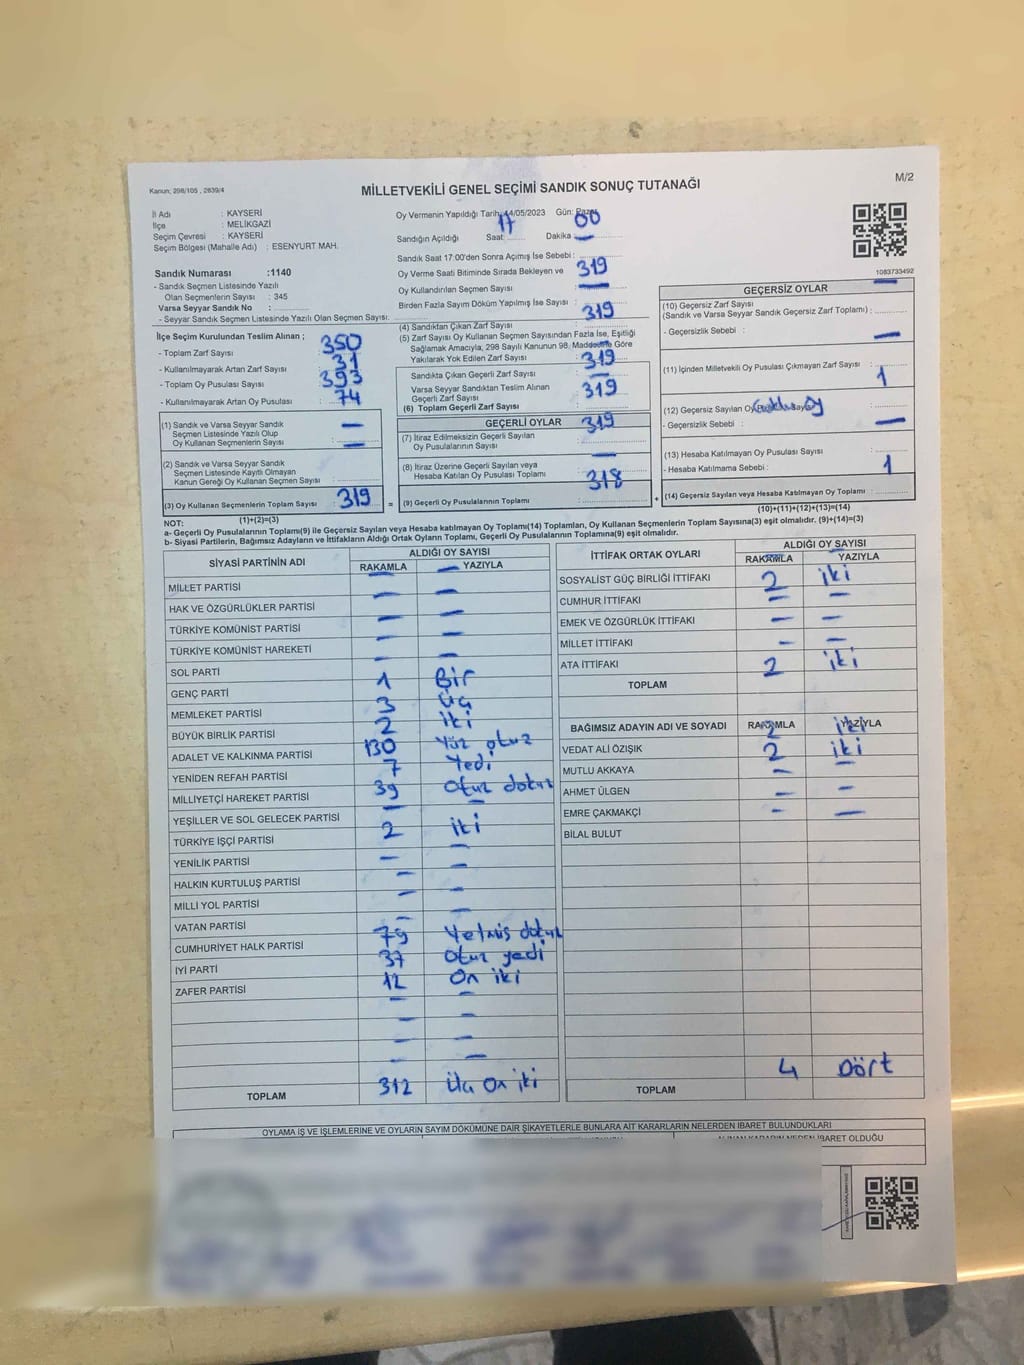 Kanun: 298/105 , 2839/4
M/2
MİLLETVEKİLİ GENEL SEÇİMİ SANDIK SONUÇ TUTANAĞI
İl Adı : KAYSERİ
İlçe : MELİKGAZİ
Seçim Çevresi : KAYSERİ
Seçim Bölgesi (Mahalle Adı) : ESENYURT MAH.
Sandık Numarası :1140
- Sandık Seçmen Listesinde Yazılı
Olan Seçmenlerin Sayısı : 345
Varsa Seyyar Sandık No :
- Seyyar Sandık Seçmen Listesinde Yazılı Olan Seçmen Sayısı:
Oy Vermenin Yapıldığı Tarih: 14/05/2023 Gün: Pazar
Sandığın Açıldığı Saat 17 Dakika 00
Sandık Saat 17:00'den Sonra Açımış İse Sebebi : —
Oy Verme Saati Bitiminde Sırada Bekleyen ve 319
Oy Kullandırılan Seçmen Sayısı —
Birden Fazla Sayım Döküm Yapılmış İse Sayısı :
(4) Sandıktan Çıkan Zarf Sayısı 319
(5) Zarf Sayısı Oy Kullanan Seçmen Sayısından Fazla İse, Eşitliği
Sağlamak Amacıyla, 298 Sayılı Kanunun 98. Maddesine Göre
Yakılarak Yok Edilen Zarf Sayısı : —
Sandıkta Çıkan Geçerli Zarf Sayısı 319
Varsa Seyyar Sandıktan Teslim Alınan
Geçerli Zarf Sayısı —
(6) Toplam Geçerli Zarf Sayısı 319
GEÇERLİ OYLAR
(7) İtiraz Edilmeksizin Geçerli Sayılan
Oy Pusulalarının Sayısı : 319
(8) İtiraz Üzerine Geçerli Sayılan veya
Hesaba Katılan Oy Pusulası Toplamı —
(9) Geçerli Oy Pusulalarının Toplamı 318
1083733492
GEÇERSİZ OYLAR
(10) Geçersiz Zarf Sayısı —
(Sandık ve Varsa Seyyar Sandık Geçersiz Zarf Toplamı) :
- Geçersizlik Sebebi :
(11) İçinden Milletvekili Oy Pusulası Çıkmayan Zarf Sayısı : —
(12) Geçersiz Sayılan Oy Pusulası Sayısı 1
- Geçersizlik Sebebi : oy
(13) Hesaba Katılmayan Oy Pusulası Sayısı —
- Hesaba Katılmama Sebebi :
(14) Geçersiz Sayılan veya Hesaba Katılmayan Oy Toplamı : 1
(10)+(11)+(12)+(13)=(14)
İlçe Seçim Kurulundan Teslim Alınan ;
- Toplam Zarf Sayısı : 350
- Kullanılmayarak Artan Zarf Sayısı : 31
- Toplam Oy Pusulası Sayısı : 393
- Kullanılmayarak Artan Oy Pusulası : 74
(1) Sandık ve Varsa Seyyar Sandık
Seçmen Listesinde Yazılı Olup
Oy Kullanan Seçmenlerin Sayısı : —
(2) Sandık ve Varsa Seyyar Sandık
Seçmen Listesinde Kayıtlı Olmayan
Kanun Gereği Oy Kullanan Seçmen Sayısı : —
(3) Oy Kullanan Seçmenlerin Toplam Sayısı 319
=
+
(1)+(2)=(3)
NOT:
a- Geçerli Oy Pusulalarının Toplamı(9) ile Geçersiz Sayılan veya Hesaba katılmayan Oy Toplamı(14) Toplamları, Oy Kullanan Seçmenlerin Toplam Sayısına(3) eşit olmalıdır. (9)+(14)=(3)
b- Siyasi Partilerin, Bağımsız Adayların ve İttifakların Aldığı Ortak Oyların Toplamı, Geçerli Oy Pusulalarının Toplamına(9) eşit olmalıdır.
SİYASİ PARTİNİN ADI ALDIĞI OY SAYISI
RAKAMLA YAZIYLA
MİLLET PARTİSİ — —
HAK VE ÖZGÜRLÜKLER PARTİSİ — —
TÜRKİYE KOMÜNİST PARTİSİ — —
TÜRKİYE KOMÜNİST HAREKETİ — —
SOL PARTİ — —
GENÇ PARTİ 1 Bir
MEMLEKET PARTİSİ 3 üç
BÜYÜK BİRLİK PARTİSİ 2 iki
ADALET VE KALKINMA PARTİSİ 130 Yüz otuz
YENİDEN REFAH PARTİSİ 7 Yedi
MİLLİYETÇİ HAREKET PARTİSİ 39 Otuz dokuz
YEŞİLLER VE SOL GELECEK PARTİSİ — —
TÜRKİYE İŞÇİ PARTİSİ 2 iki
YENİLİK PARTİSİ — —
HALKIN KURTULUŞ PARTİSİ — —
MİLLİ YOL PARTİSİ — —
VATAN PARTİSİ — —
CUMHURİYET HALK PARTİSİ 79 Yetmiş dokuz
İYİ PARTİ 37 Otuz yedi
ZAFER PARTİSİ 12 On iki
— —
— —
— —
— —
TOPLAM 312 üç on iki
İTTİFAK ORTAK OYLARI ALDIĞI OY SAYISI
RAKAMLA YAZIYLA
SOSYALİST GÜÇ BİRLİĞİ İTTİFAKI —
CUMHUR İTTİFAKI 2 iki
EMEK VE ÖZGÜRLÜK İTTİFAKI — —
MİLLET İTTİFAKI — —
ATA İTTİFAKI — —
TOPLAM 2 iki
BAĞIMSIZ ADAYIN ADI VE SOYADI RAKAMLA YAZIYLA
VEDAT ALİ ÖZIŞIK 2 iki
MUTLU AKKAYA 2 iki
AHMET ÜLGEN — —
EMRE ÇAKMAKÇİ — —
BİLAL BULUT — —
TOPLAM 4 Dört
OYLAMA İŞ VE İŞLEMLERİNE VE OYLARIN SAYIM DÖKÜMÜNE DAİR ŞİKAYETLERLE BUNLARA AİT KARARLARIN NELERDEN İBARET BULUNDUKLARI
ALINAN KARARIN NEDEN İBARET OLDUĞU